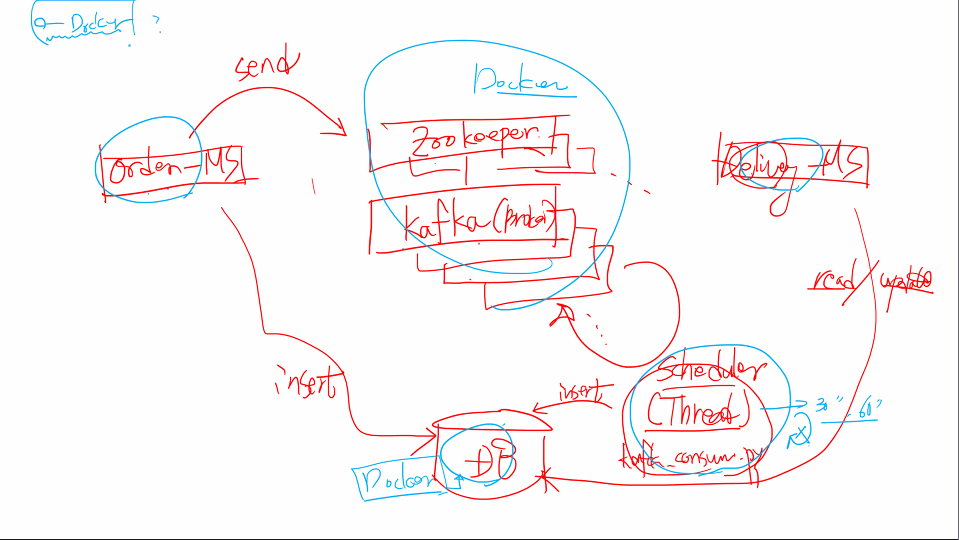 Docker ?
send
Docker
Zookeeper
order-MS
Delivery-MS
kafka(broker)
read/update
insert
insert
Scheduler
(Thread)
30" - 60"
kafka_consum.py
DB
Docker